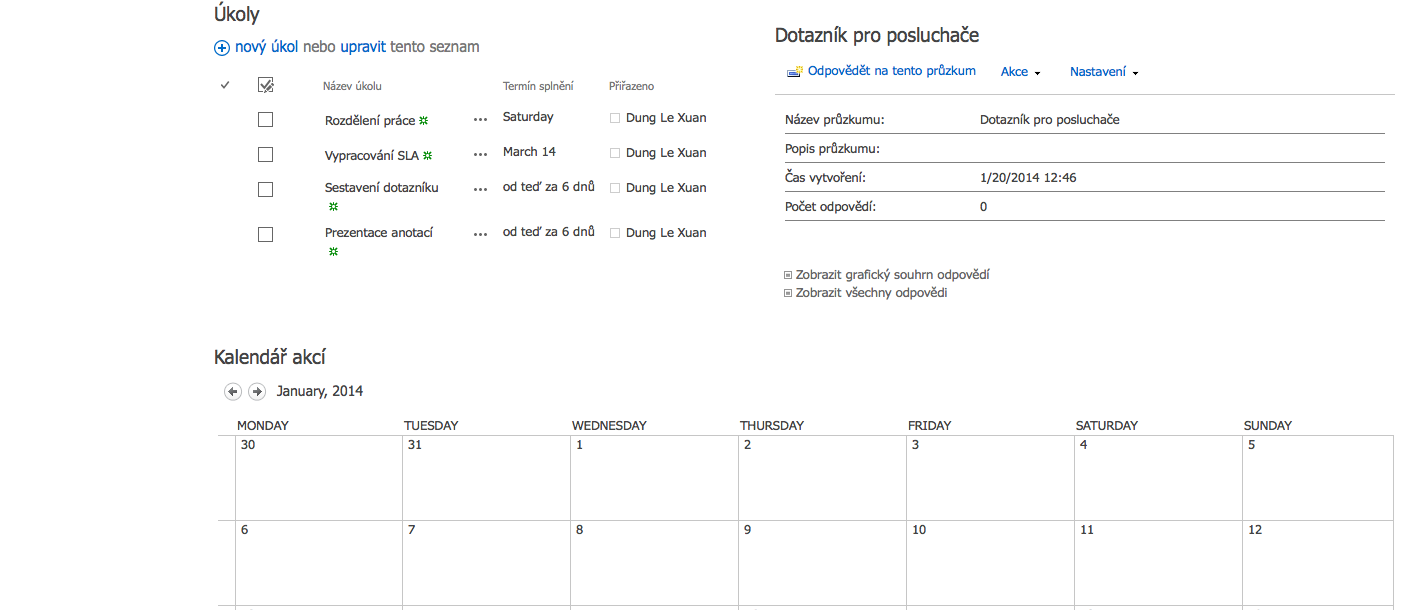 Úkoly
nový úkol nebo upravit tento seznam
Název úkolu Termín splnění Přiřazeno
Rozdělení práce ... Saturday Dung Le Xuan
Vypracování SLA ... March 14 Dung Le Xuan
Sestavení dotazníku ... od teď za 6 dnů Dung Le Xuan
Prezentace anotací ... od teď za 6 dnů Dung Le Xuan
Dotazník pro posluchače
Odpovědět na tento průzkum Akce Nastavení
Název průzkumu: Dotazník pro posluchače
Popis průzkumu:
Čas vytvoření: 1/20/2014 12:46
Počet odpovědí: 0
Zobrazit grafický souhrn odpovědí
Zobrazit všechny odpovědi
Kalendář akcí
January, 2014
MONDAY TUESDAY WEDNESDAY THURSDAY FRIDAY SATURDAY SUNDAY
30 31 1 2 3 4 5
6 7 8 9 10 11 12